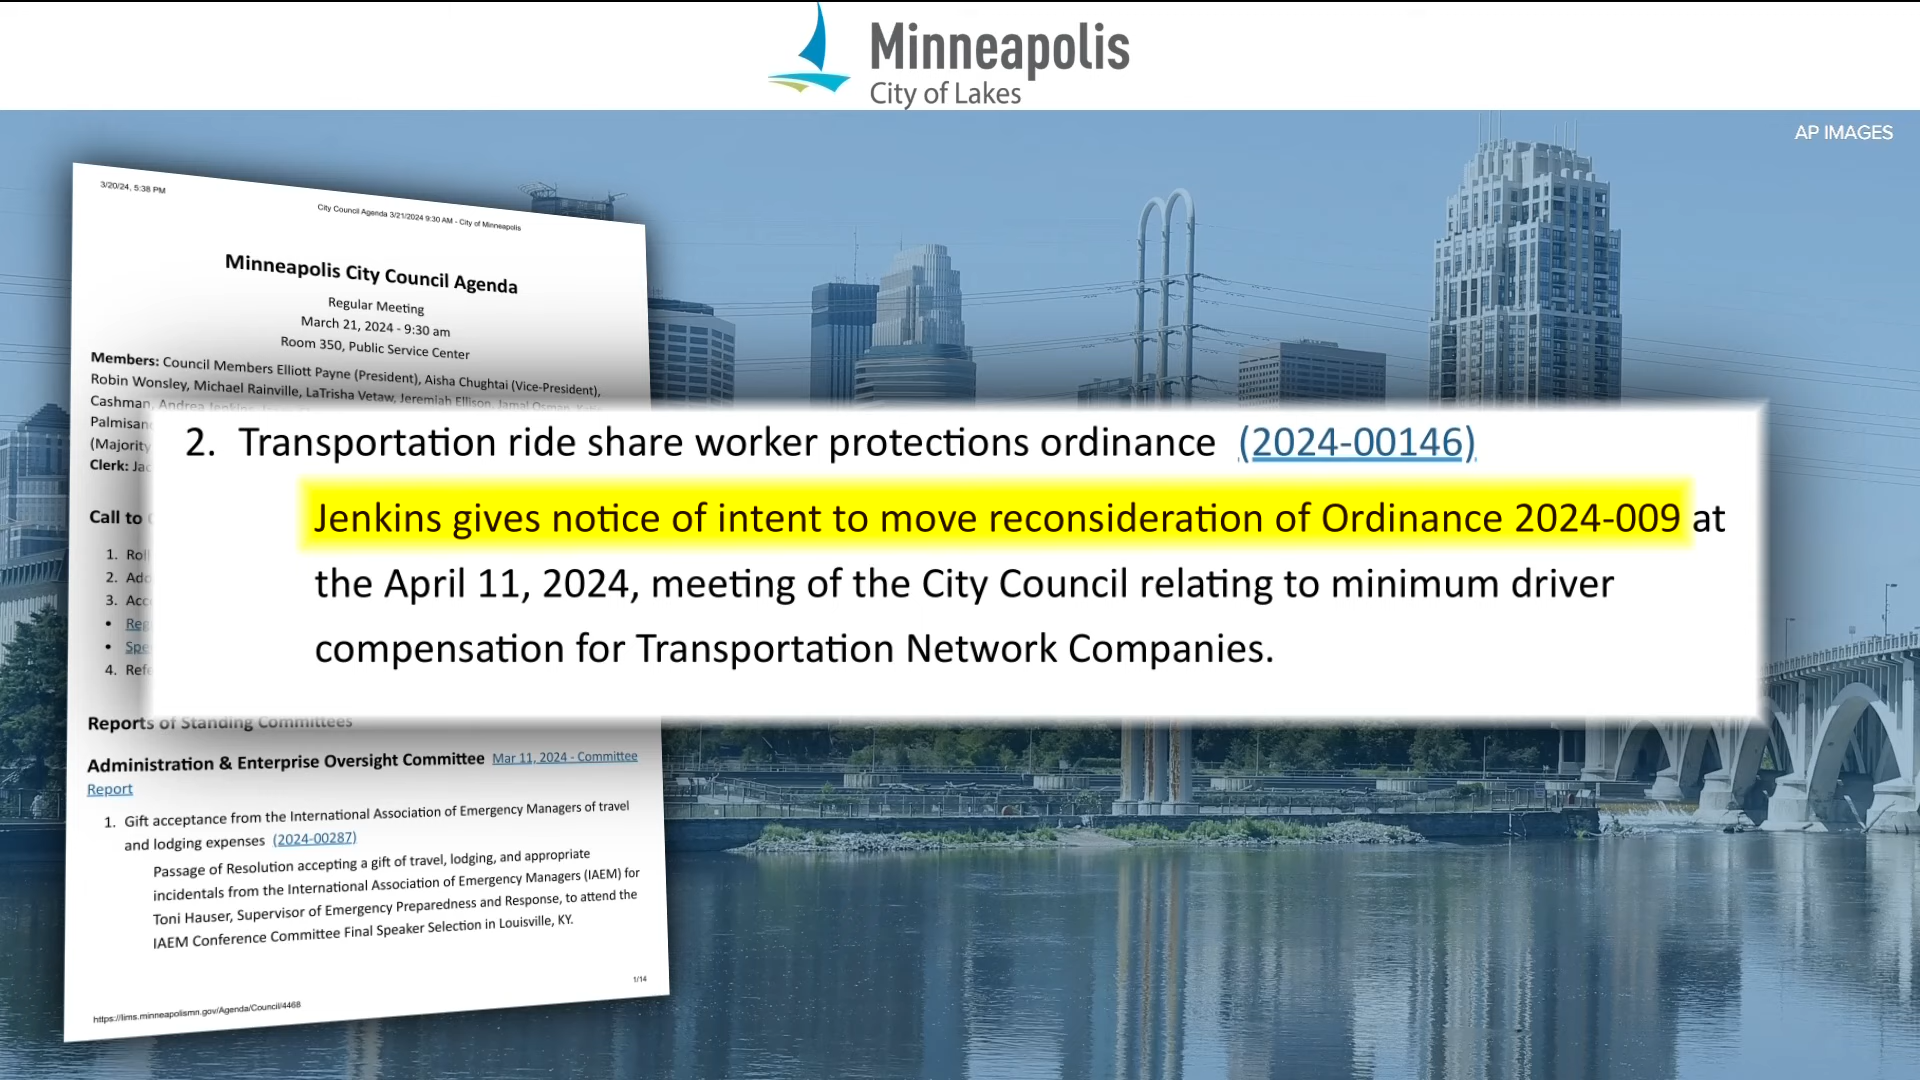 Minneapolis
City of Lakes
AP IMAGES
3/20/24, 5:38 PM
City Council Agenda 3/21/2024 9:30 AM - City of Minneapolis
Minneapolis City Council Agenda
Regular Meeting
March 21, 2024 - 9:30 am
Room 350, Public Service Center
Members: Council Members Elliott Payne (President), Aisha Chughtai (Vice-President),
Robin Wonsley, Michael Rainville, LaTrisha Vetaw, Jeremiah Ellison, Jamal Osman,
Cashman, Andrea Jenkins,
(Majority
Clerk:
2. Transportation ride share worker protections ordinance (2024-00146)
Jenkins gives notice of intent to move reconsideration of Ordinance 2024-009 at
the April 11, 2024, meeting of the City Council relating to minimum driver
compensation for Transportation Network Companies.
Call to
1.
2.
3.
4.
Reports of Standing Committees
Administration & Enterprise Oversight Committee Mar 11, 2024 - Committee
Report
1. Gift acceptance from the International Association of Emergency Managers of travel
and lodging expenses (2024-00287)
Passage of Resolution accepting a gift of travel, lodging, and appropriate
incidentals from the International Association of Emergency Managers (IAEM) for
Toni Hauser, Supervisor of Emergency Preparedness and Response, to attend the
IAEM Conference Committee Final Speaker Selection in Louisville, KY.
1/14
https://lims.minneapolismn.gov/Agenda/Council/4468